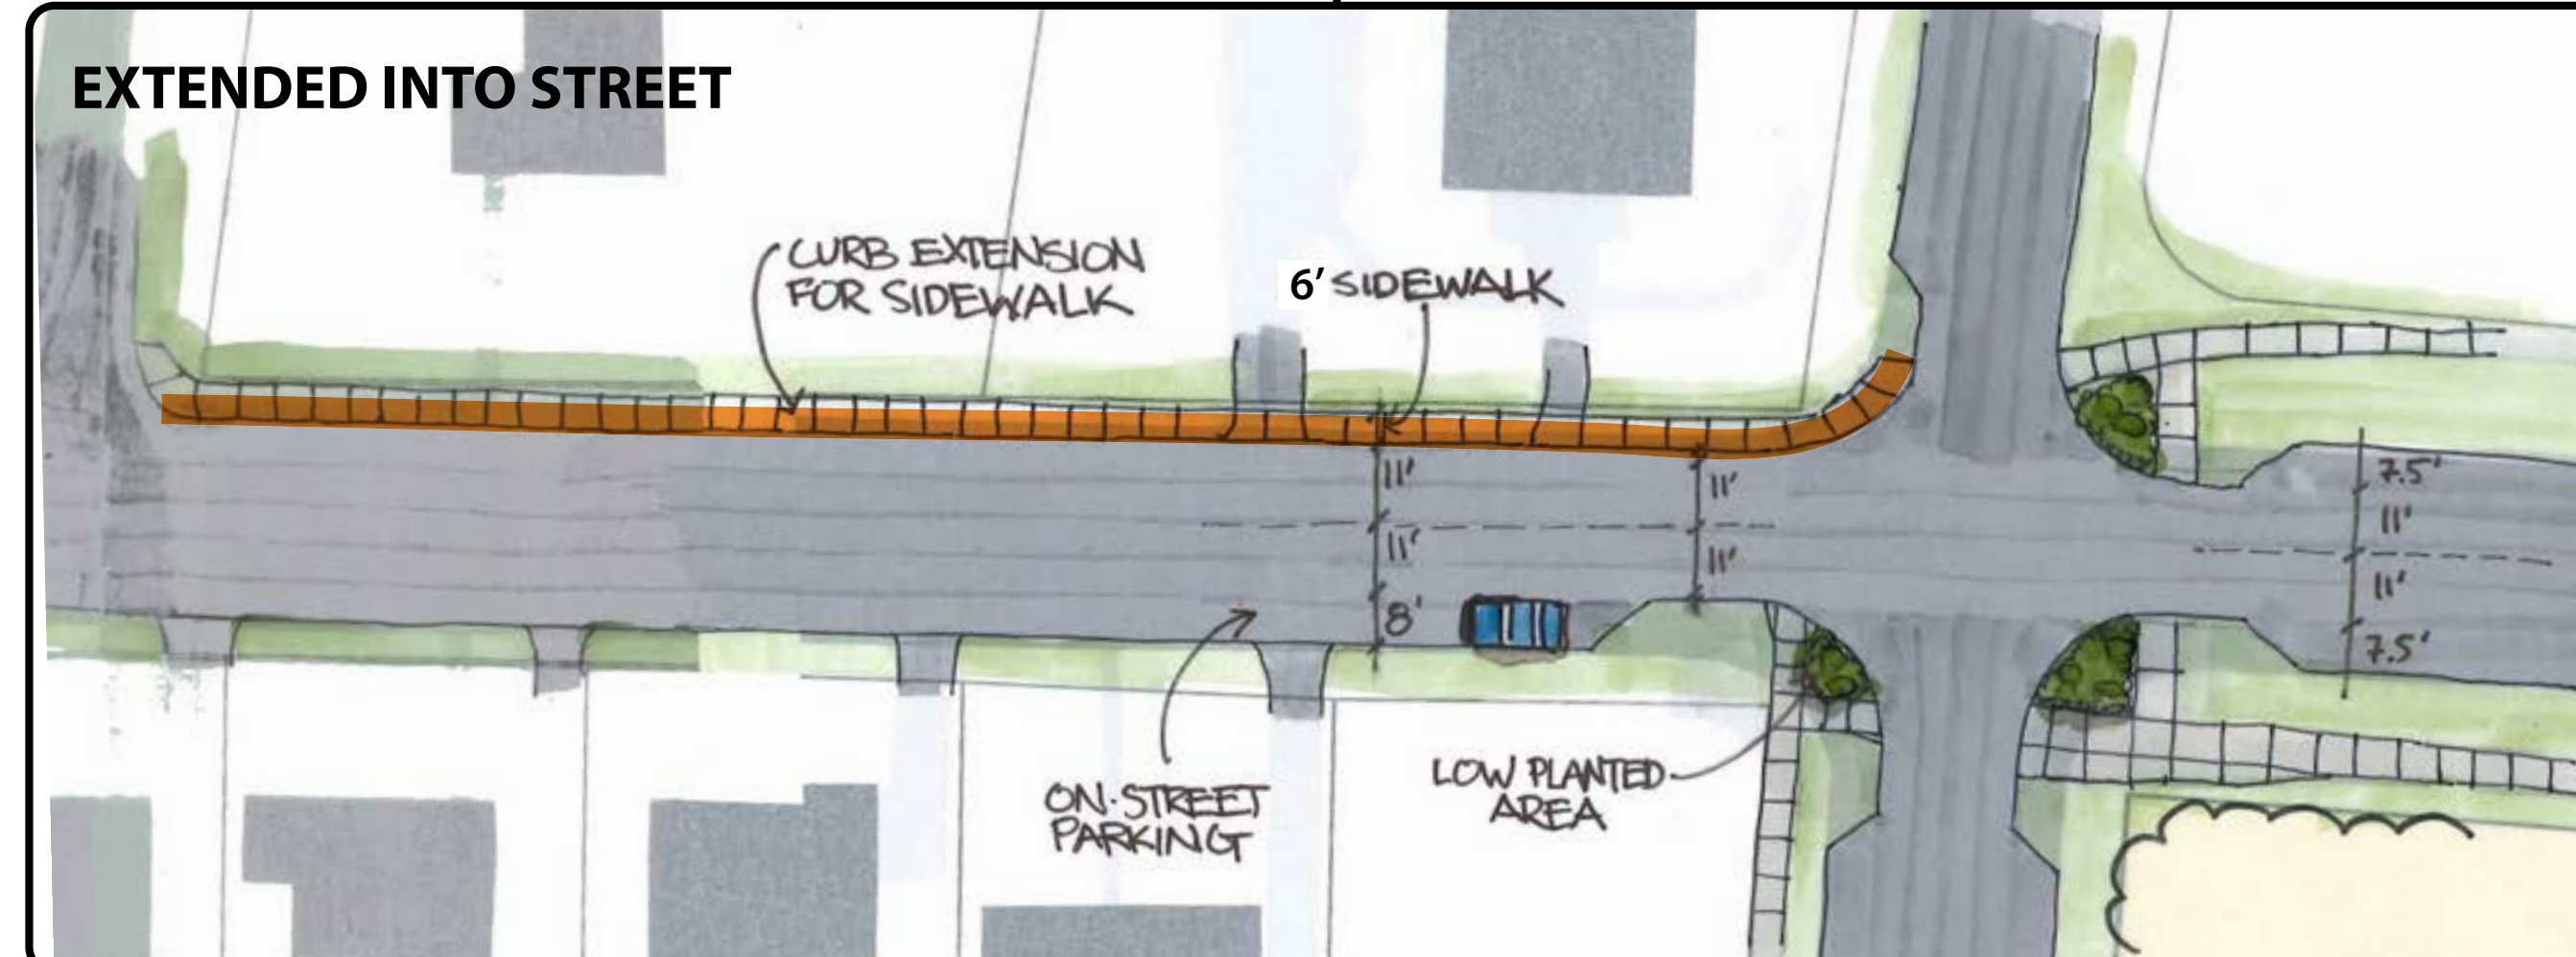 EXTENDED INTO STREET
CURB EXTENSION
FOR SIDEWALK
6' SIDEWALK
11'
11'
8'
11'
11'
7.5'
11'
11'
7.5'
ON-STREET
PARKING
LOW PLANTED
AREA